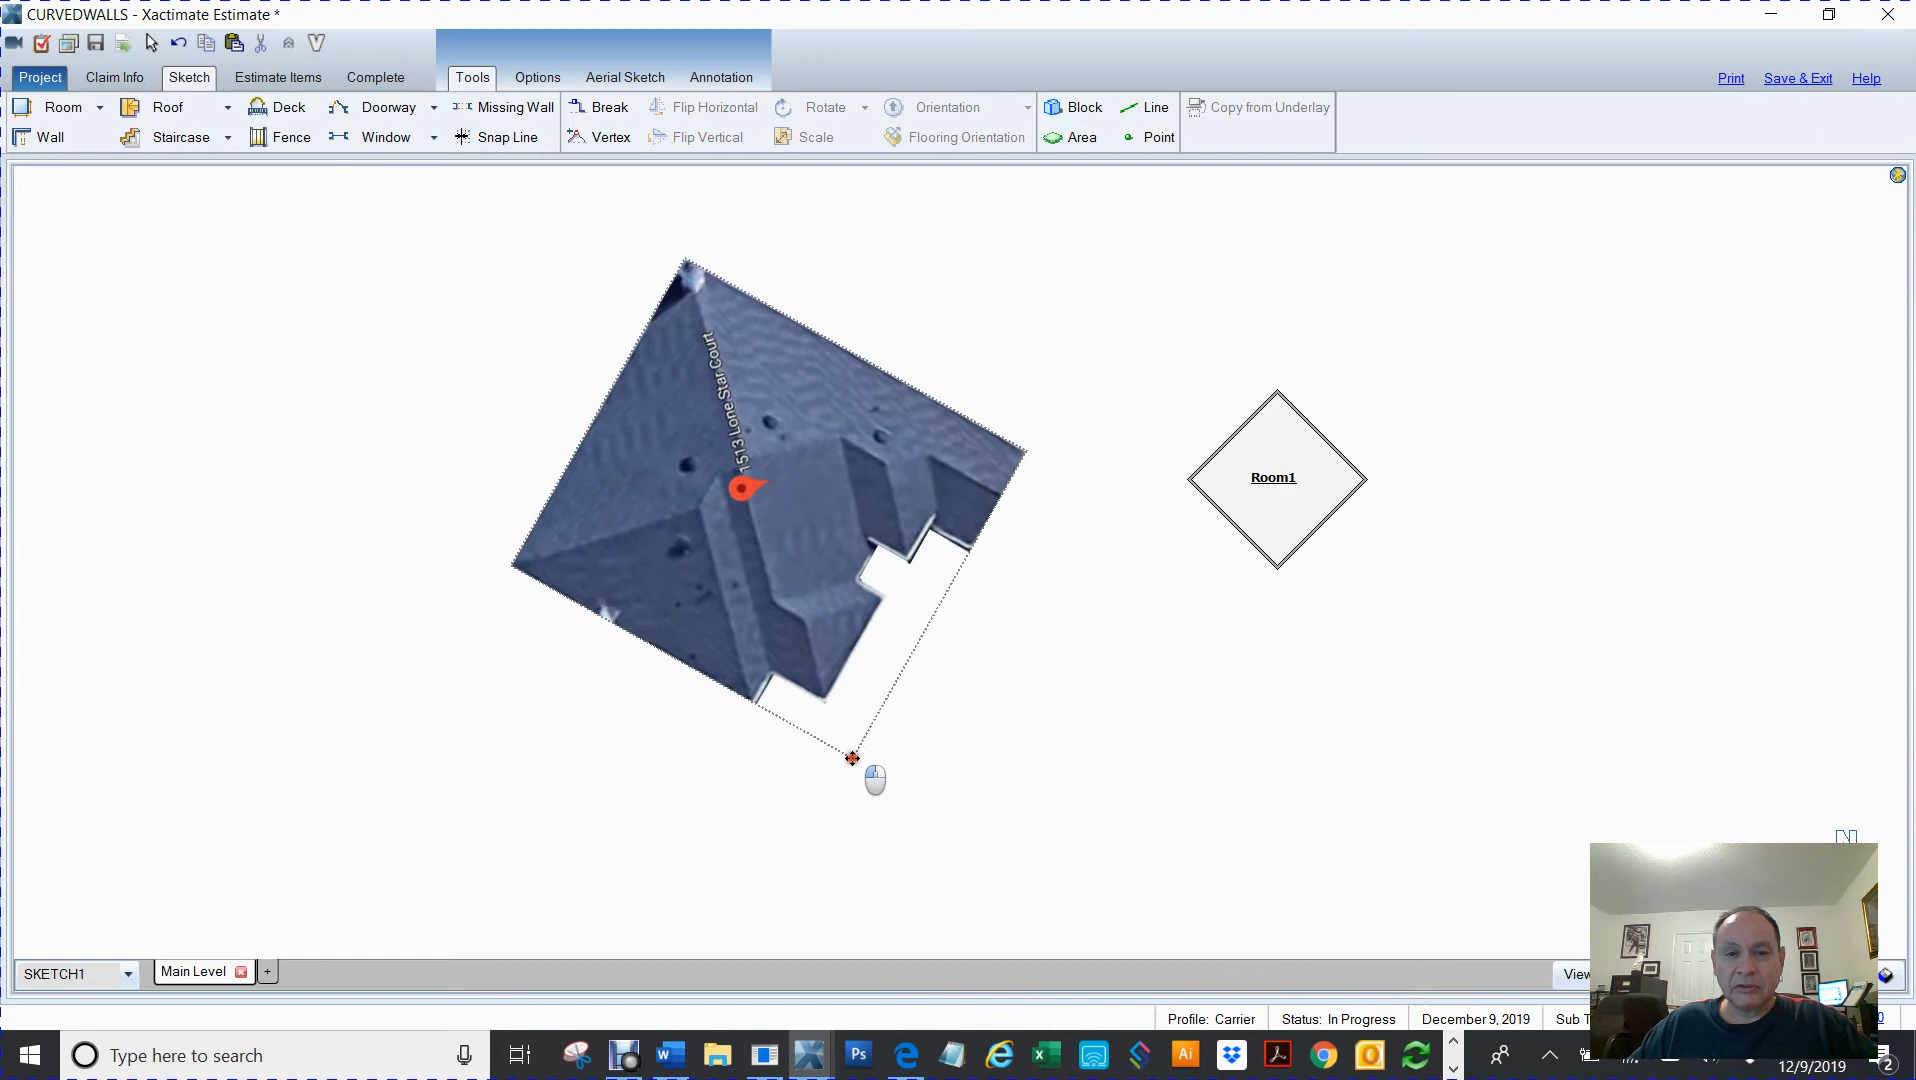 CURVEDWALLS - Xactimate Estimate *
Project Claim Info Sketch Estimate Items Complete Tools Options Aerial Sketch Annotation Print Save & Exit Help
Room Roof Deck Doorway Missing Wall Break Flip Horizontal Rotate Orientation Block Line Copy from Underlay
Wall Staircase Fence Window Snap Line Vertex Flip Vertical Scale Flooring Orientation Area Point
1513 Lone Star Court
Room1
N
SKETCH1 Main Level + View
Profile: Carrier Status: In Progress December 9, 2019 Sub T
Type here to search
12/9/2019
2